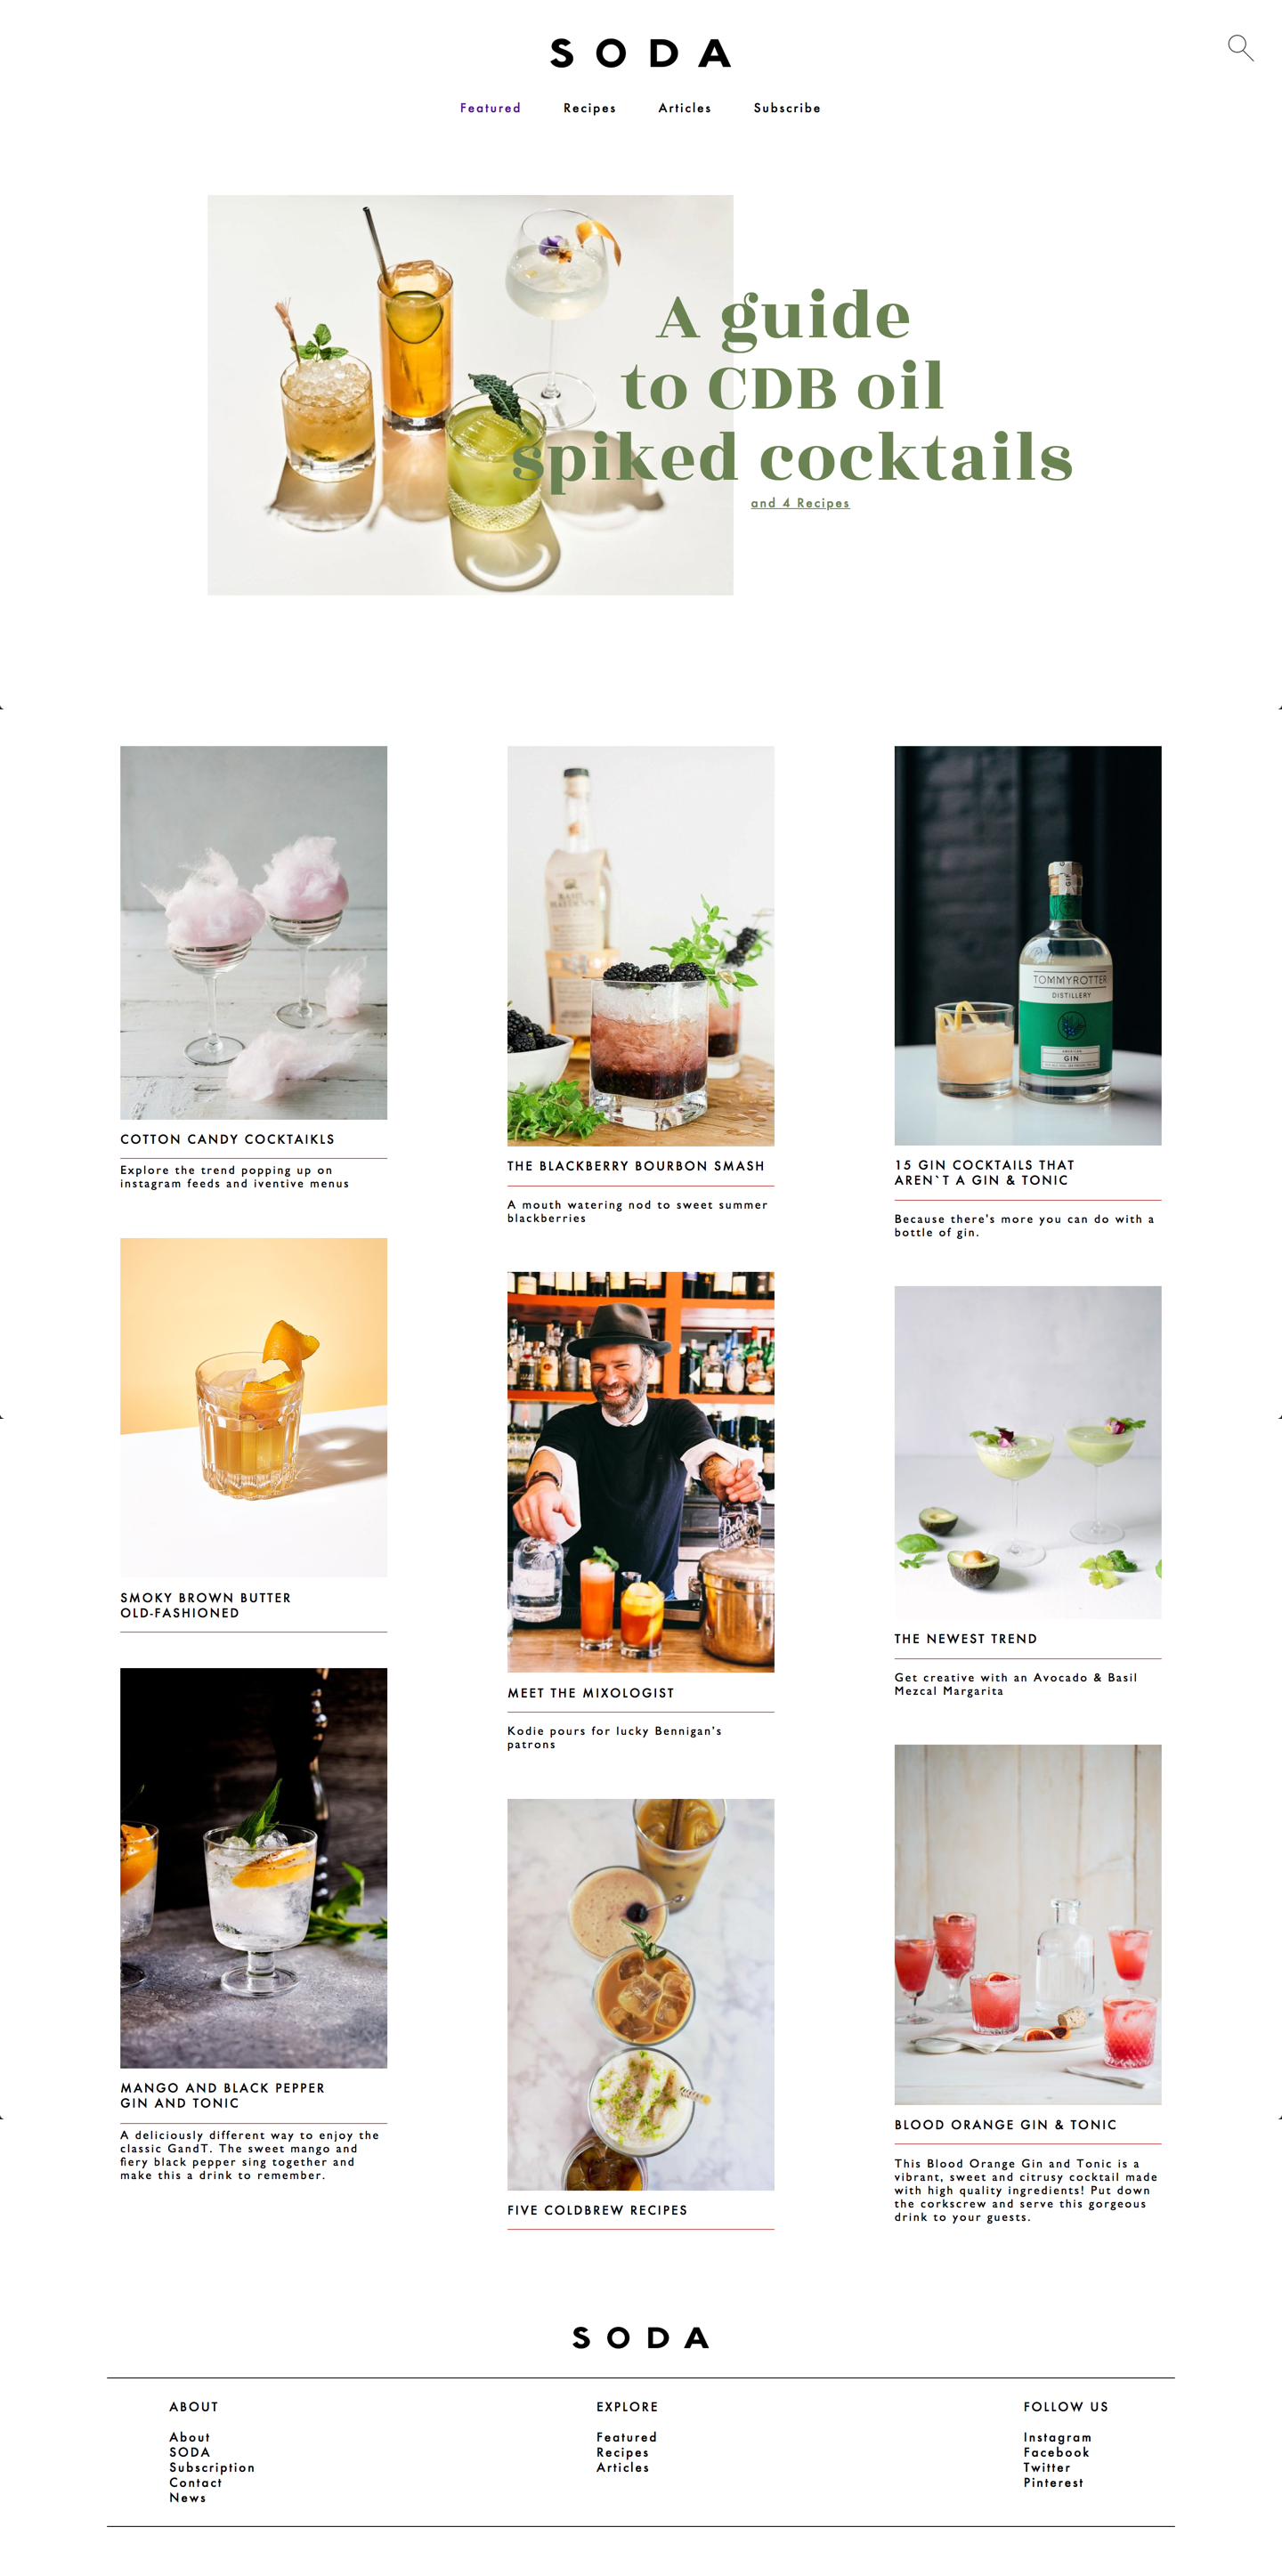 SODA
Featured Recipes Articles Subscribe
A guide
to CDB oil
spiked cocktails
and 4 Recipes
COTTON CANDY COCKTAIKLS
Explore the trend popping up on
instagram feeds and iventive menus
SMOKY BROWN BUTTER
OLD-FASHIONED
MANGO AND BLACK PEPPER
GIN AND TONIC
A deliciously different way to enjoy the
classic GandT. The sweet mango and
fiery black pepper sing together and
make this a drink to remember.
BASIL
HAYDEN'S
THE BLACKBERRY BOURBON SMASH
A mouth watering nod to sweet summer
blackberries
MEET THE MIXOLOGIST
Kodie pours for lucky Bennigan's
patrons
FIVE COLDBREW RECIPES
TOMMYROTTER
DISTILLERY
AMERICAN
GIN
15 GIN COCKTAILS THAT
AREN`T A GIN & TONIC
Because there's more you can do with a
bottle of gin.
THE NEWEST TREND
Get creative with an Avocado & Basil
Mezcal Margarita
BLOOD ORANGE GIN & TONIC
This Blood Orange Gin and Tonic is a
vibrant, sweet and citrusy cocktail made
with high quality ingredients! Put down
the corkscrew and serve this gorgeous
drink to your guests.
SODA
ABOUT
About
SODA
Subscription
Contact
News
EXPLORE
Featured
Recipes
Articles
FOLLOW US
Instagram
Facebook
Twitter
Pinterest